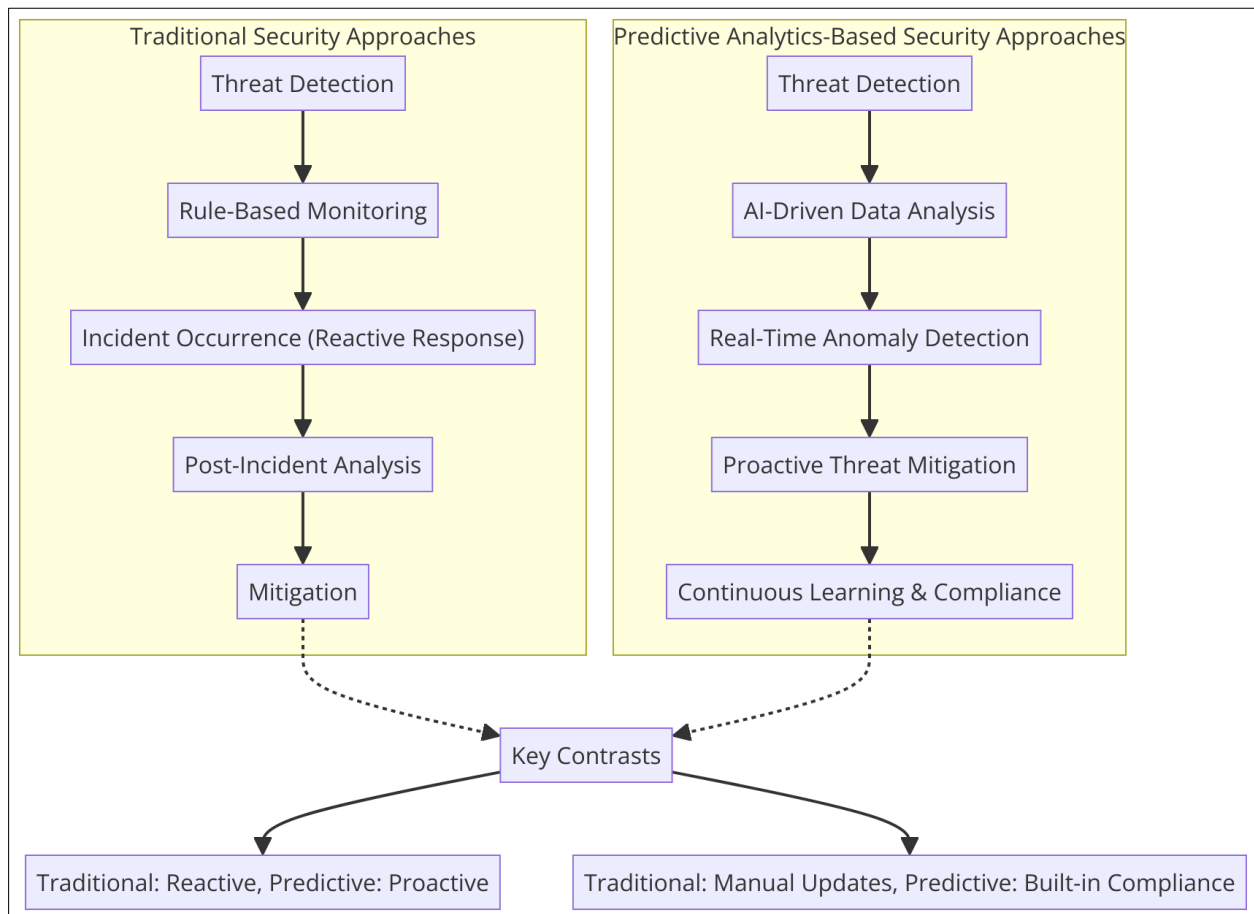 Traditional Security Approaches
Threat Detection
Rule-Based Monitoring
Incident Occurrence (Reactive Response)
Post-Incident Analysis
Mitigation
Predictive Analytics-Based Security Approaches
Threat Detection
AI-Driven Data Analysis
Real-Time Anomaly Detection
Proactive Threat Mitigation
Continuous Learning & Compliance
Key Contrasts
Traditional: Reactive, Predictive: Proactive
Traditional: Manual Updates, Predictive: Built-in Compliance